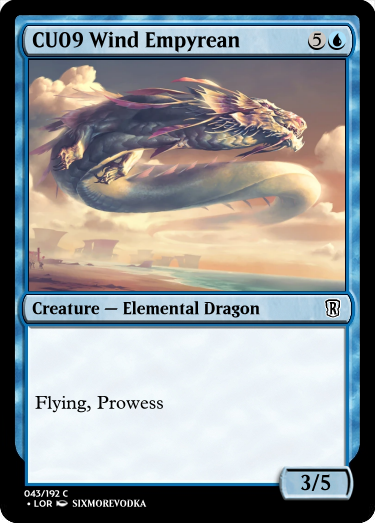 CU09 Wind Empyrean 5
Creature — Elemental Dragon R
Flying, Prowess
3/5
043/192 C
• LOR SIXMOREVODKA